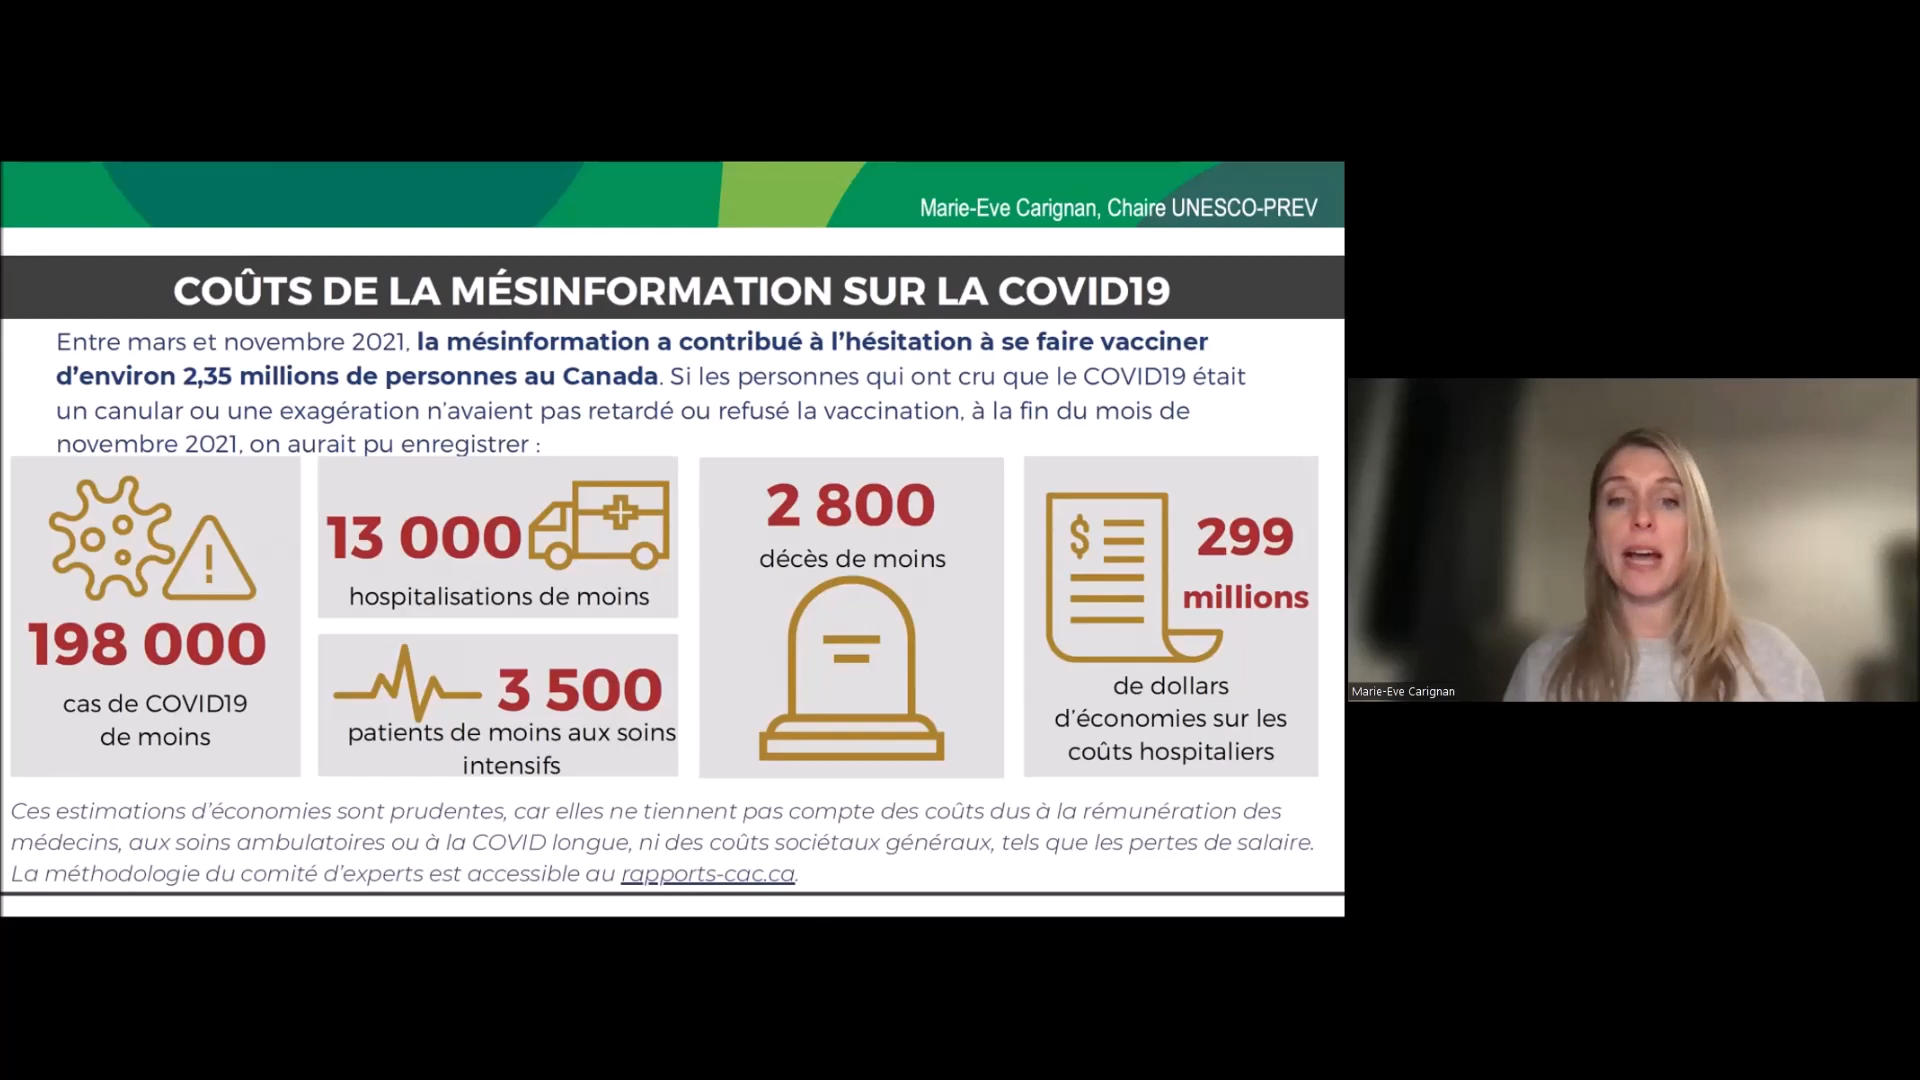 Marie-Eve Carignan, Chaire UNESCO-PREV
COÛTS DE LA MÉSINFORMATION SUR LA COVID19
Entre mars et novembre 2021, la mésinformation a contribué à l’hésitation à se faire vacciner
d’environ 2,35 millions de personnes au Canada. Si les personnes qui ont cru que le COVID19 était
un canular ou une exagération n’avaient pas retardé ou refusé la vaccination, à la fin du mois de
novembre 2021, on aurait pu enregistrer :
198 000
cas de COVID19
de moins
13 000
hospitalisations de moins
3 500
patients de moins aux soins
intensifs
2 800
décès de moins
$
299
millions
de dollars
d’économies sur les
coûts hospitaliers
Ces estimations d’économies sont prudentes, car elles ne tiennent pas compte des coûts dus à la rémunération des
médecins, aux soins ambulatoires ou à la COVID longue, ni des coûts sociétaux généraux, tels que les pertes de salaire.
La méthodologie du comité d’experts est accessible au rapports-cac.ca.
Marie-Eve Carignan